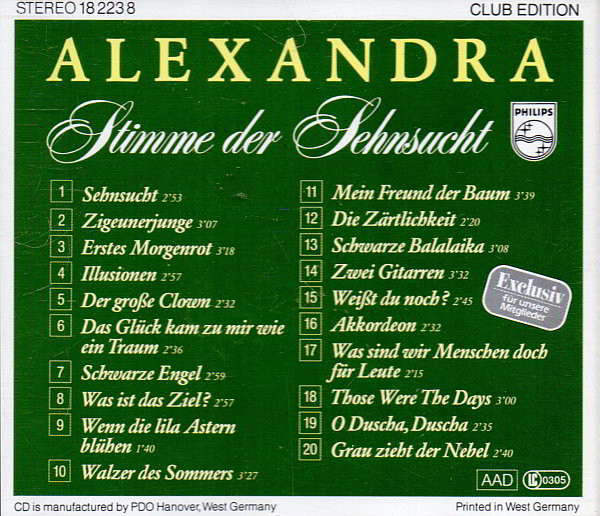 STEREO 18 223 8
CLUB EDITION
ALEXANDRA
Stimme der Sehnsucht
PHILIPS
1 Sehnsucht 2'53
2 Zigeunerjunge 3'07
3 Erstes Morgenrot 3'18
4 Illusionen 2'57
5 Der große Clown 2'32
6 Das Glück kam zu mir wie
ein Traum 2'36
7 Schwarze Engel 2'59
8 Was ist das Ziel? 2'57
9 Wenn die lila Astern
blühen 1'40
10 Walzer des Sommers 3'27
11 Mein Freund der Baum 3'39
12 Die Zärtlichkeit 2'20
13 Schwarze Balalaika 3'08
14 Zwei Gitarren 3'32
15 Weißt du noch? 2'45
16 Akkordeon 2'32
17 Was sind wir Menschen doch
für Leute 2'15
18 Those Were The Days 3'00
19 O Duscha, Duscha 2'35
20 Grau zieht der Nebel 2'40
Exclusiv
für unsere
Mitglieder
AAD
LC 0305
CD is manufactured by PDO Hanover, West Germany
Printed in West Germany